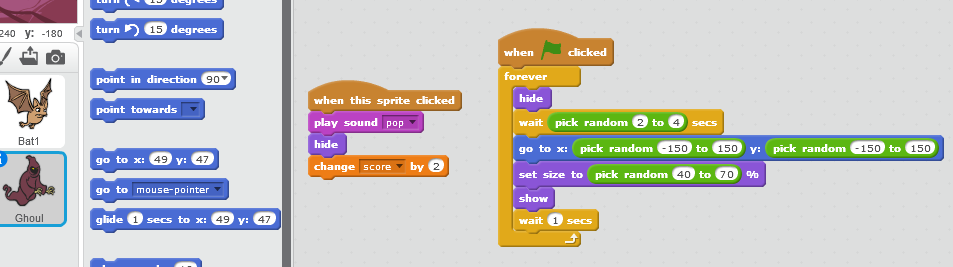 turn 15 degrees
turn 15 degrees
240 y: -180
point in direction 90
point towards
Bat1
go to x: 49 y: 47
go to mouse-pointer
Ghoul
glide 1 secs to x: 49 y: 47
when this sprite clicked
play sound pop
hide
change score by 2
when clicked
forever
hide
wait pick random 2 to 4 secs
go to x: pick random -150 to 150 y: pick random -150 to 150
set size to pick random 40 to 70 %
show
wait 1 secs